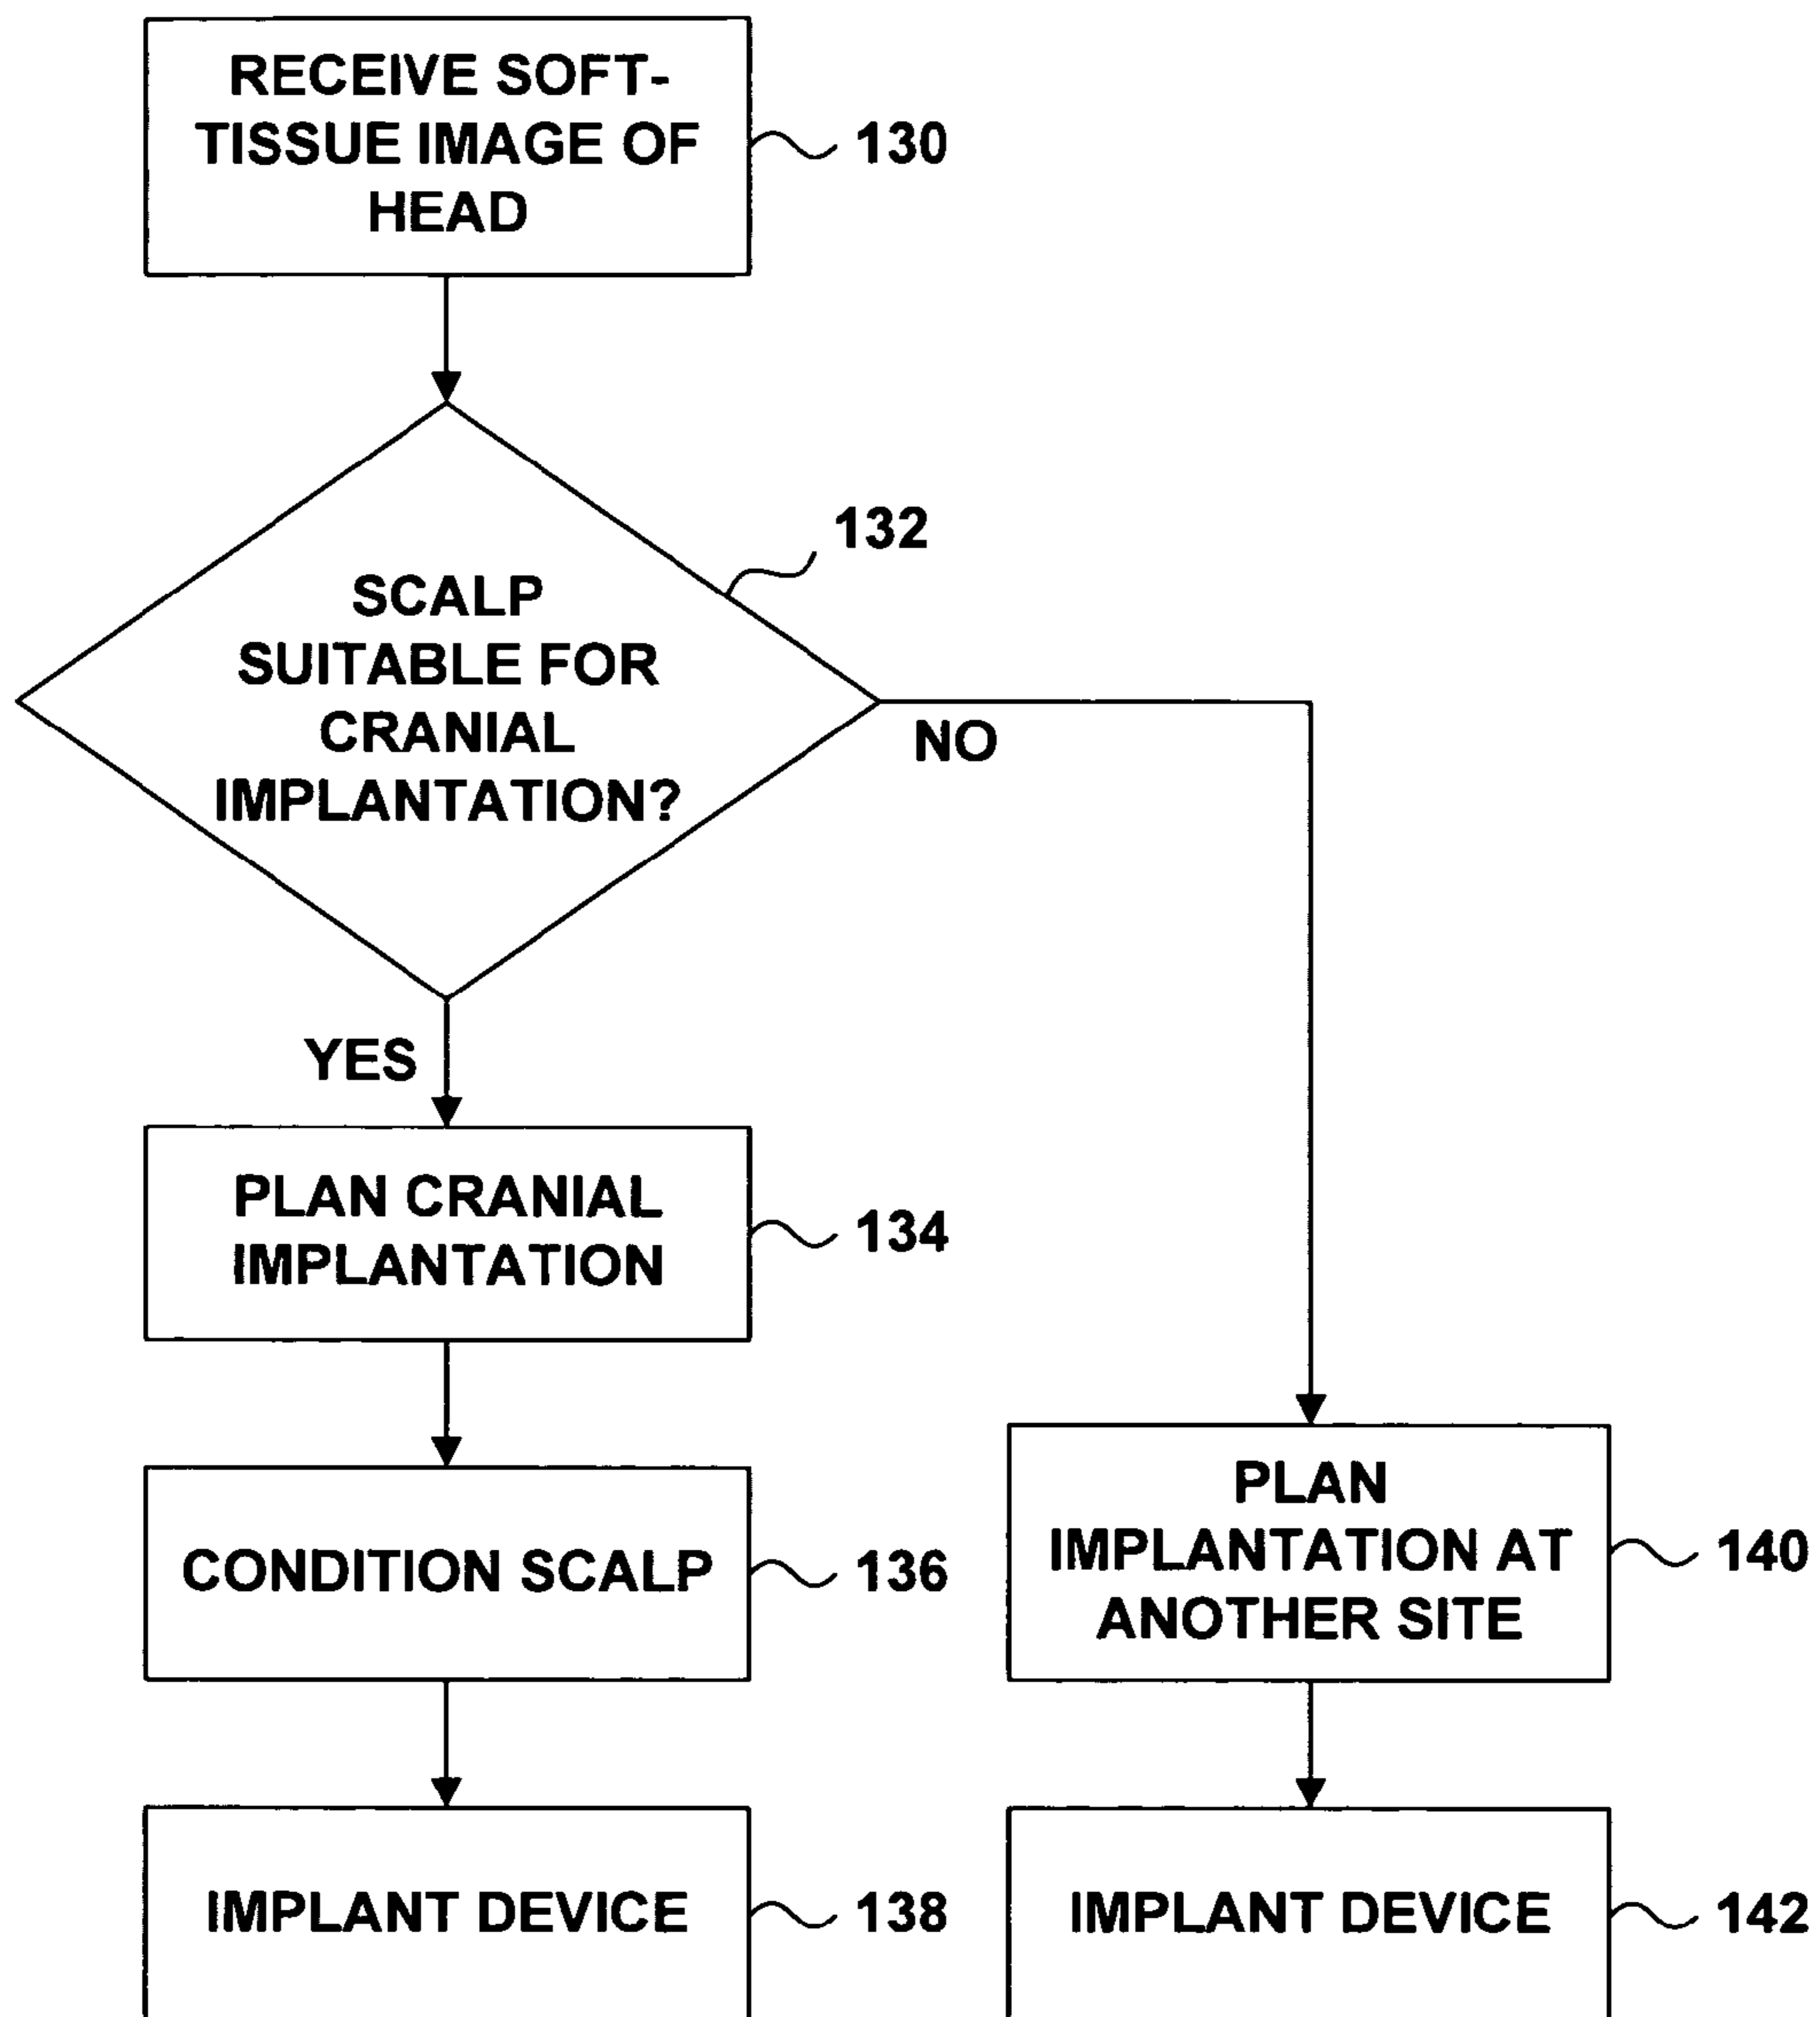 RECEIVE SOFT-
TISSUE IMAGE OF
HEAD
130
132
SCALP
SUITABLE FOR
CRANIAL
IMPLANTATION?
NO
YES
PLAN CRANIAL
IMPLANTATION
134
CONDITION SCALP
136
PLAN
IMPLANTATION AT
ANOTHER SITE
140
IMPLANT DEVICE
138
IMPLANT DEVICE
142